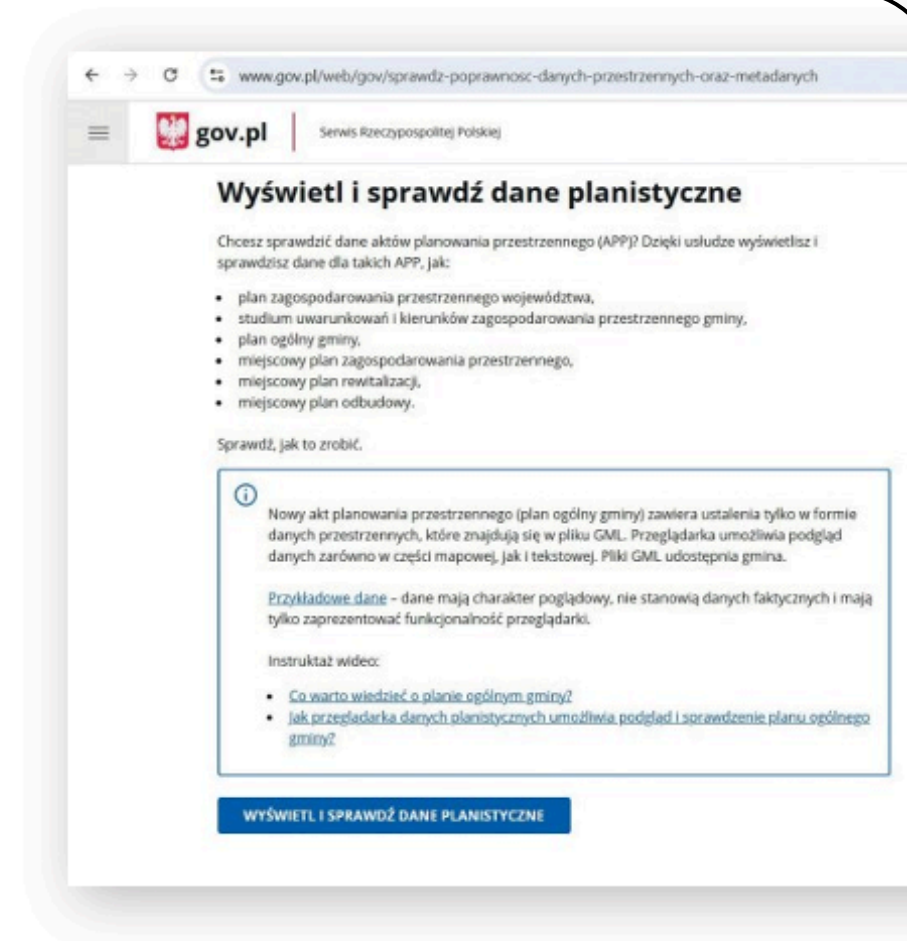 www.gov.pl/web/gov/sprawdz-poprawnosc-danych-przestrzennych-oraz-metadanych
gov.pl
Serwis Rzeczypospolitej Polskiej
Wyświetl i sprawdź dane planistyczne
Chcesz sprawdzić dane aktów planowania przestrzennego (APP)? Dzięki usłudze wyświetlisz i
sprawdzisz dane dla takich APP, jak:
• plan zagospodarowania przestrzennego województwa,
• studium uwarunkowań i kierunków zagospodarowania przestrzennego gminy,
• plan ogólny gminy,
• miejscowy plan zagospodarowania przestrzennego,
• miejscowy plan rewitalizacji,
• miejscowy plan odbudowy.
Sprawdź, jak to zrobić.
Nowy akt planowania przestrzennego (plan ogólny gminy) zawiera ustalenia tylko w formie
danych przestrzennych, które znajdują się w pliku GML. Przeglądarka umożliwia podgląd
danych zarówno w części mapowej, jak i tekstowej. Pliki GML udostępnia gmina.
Przykładowe dane – dane mają charakter poglądowy, nie stanowią danych faktycznych i mają
tylko zaprezentować funkcjonalność przeglądarki.
Instruktaż wideo:
• Co warto wiedzieć o planie ogólnym gminy?
• Jak przeglądarka danych planistycznych umożliwia podgląd i sprawdzenie planu ogólnego
gminy?
WYŚWIETL I SPRAWDŹ DANE PLANISTYCZNE